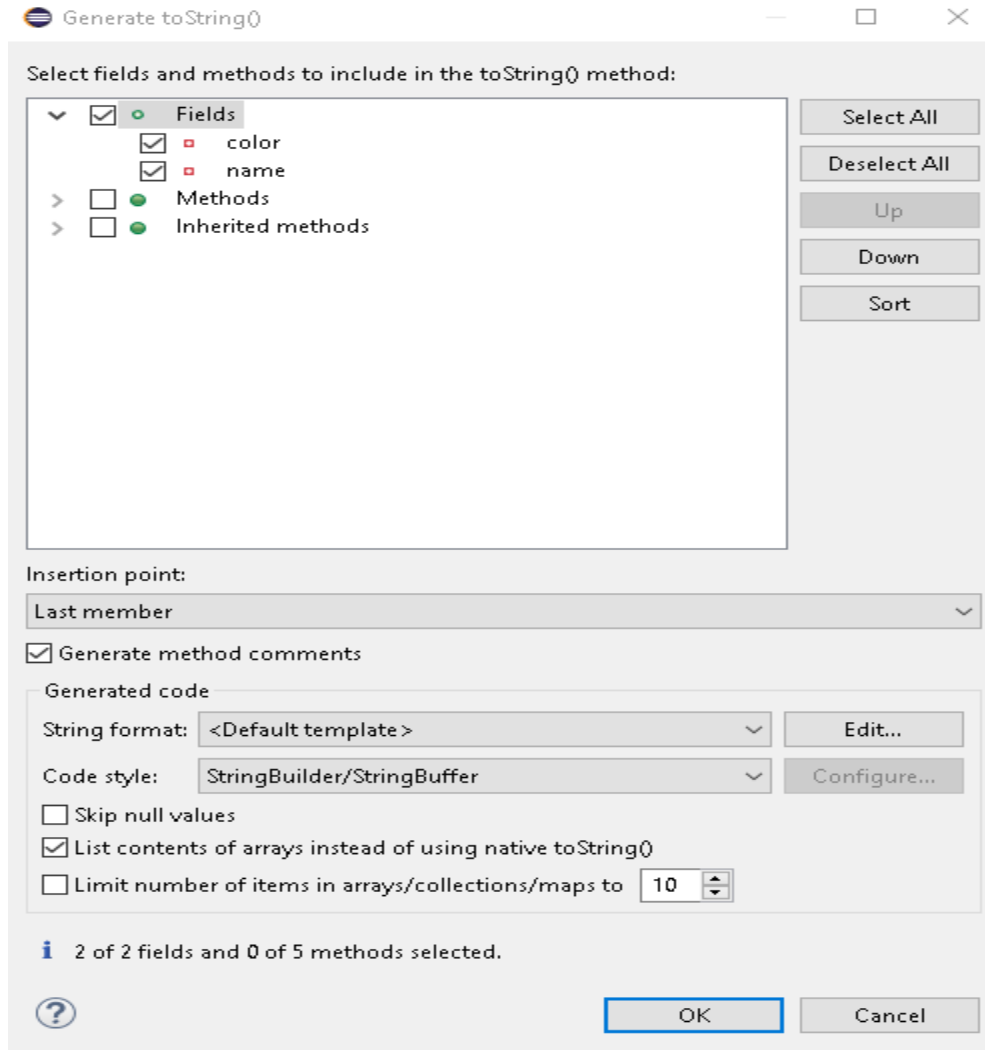 Generate toString()
Select fields and methods to include in the toString() method:
Fields
color
name
Methods
Inherited methods
Select All
Deselect All
Up
Down
Sort
Insertion point:
Last member
Generate method comments
Generated code
String format: <Default template> Edit...
Code style: StringBuilder/StringBuffer Configure...
Skip null values
List contents of arrays instead of using native toString()
Limit number of items in arrays/collections/maps to 10
i 2 of 2 fields and 0 of 5 methods selected.
? OK Cancel